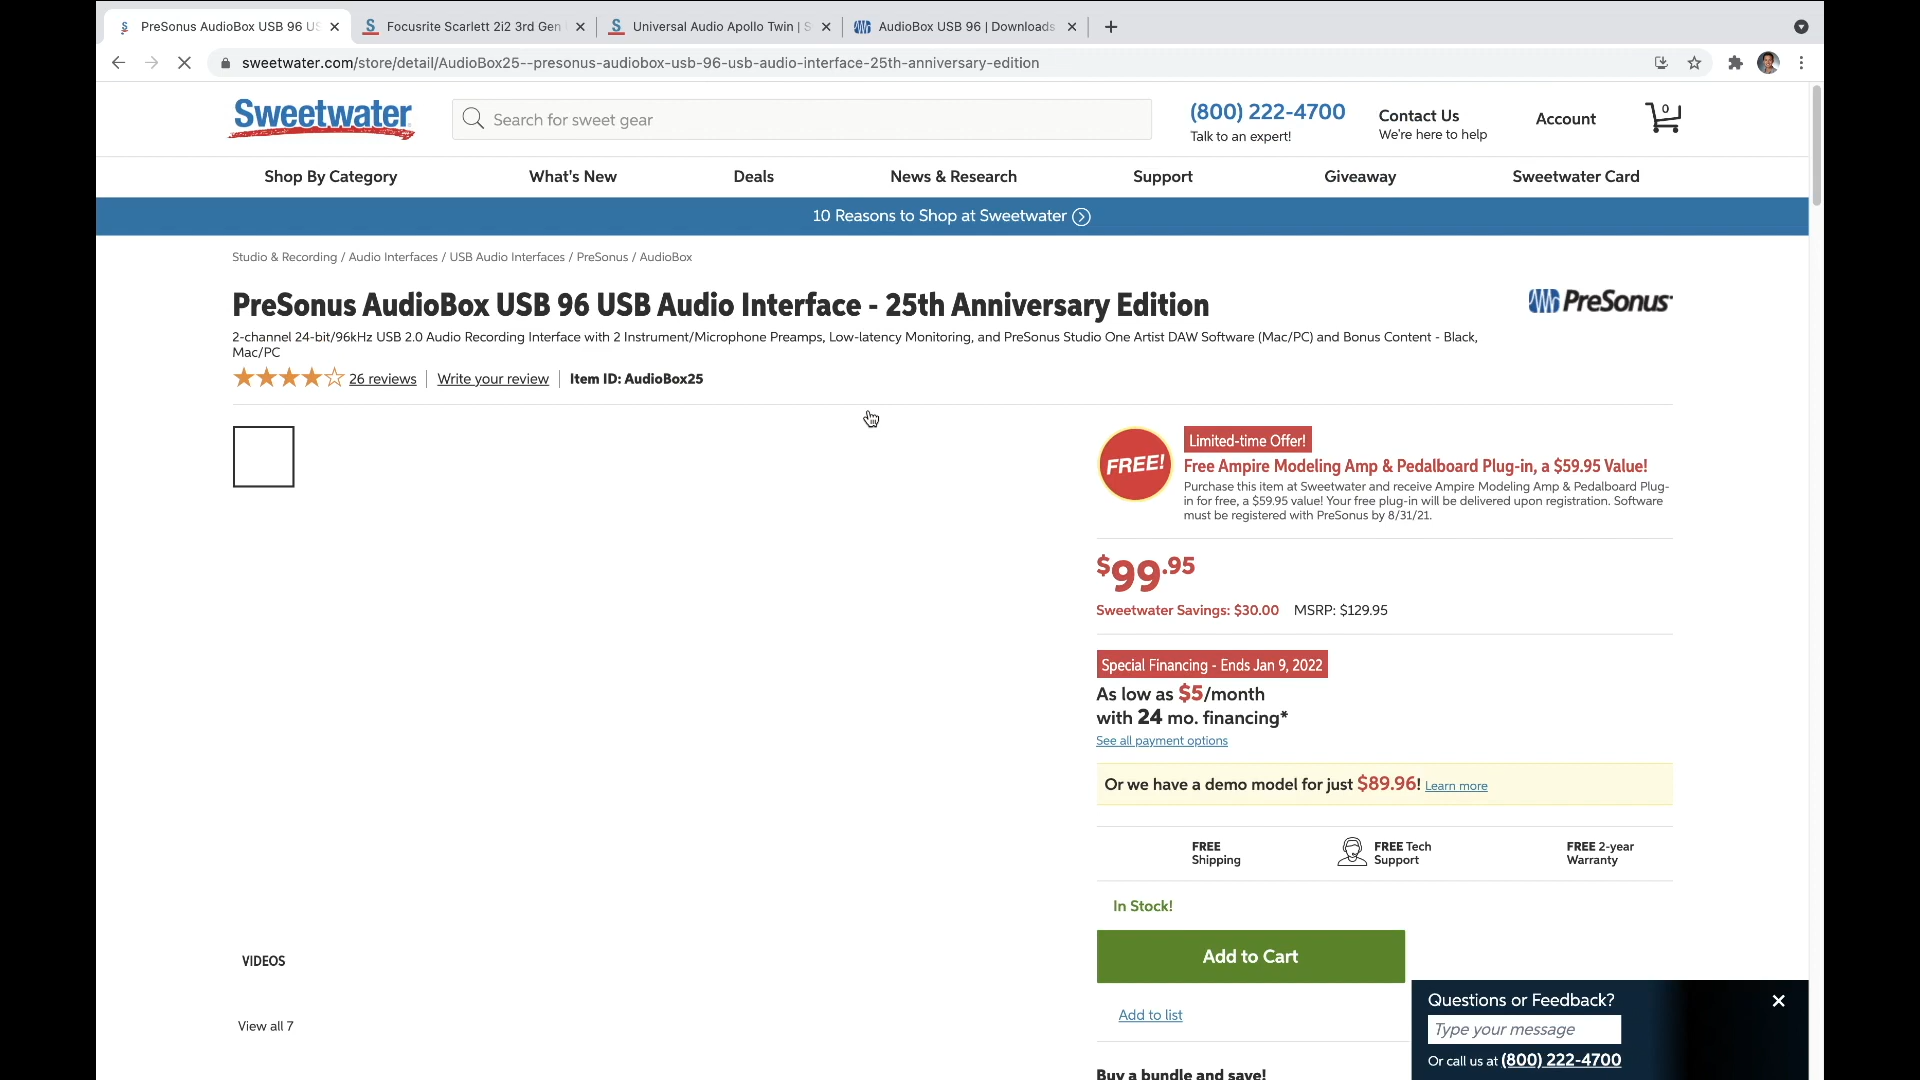 PreSonus AudioBox USB 96 US
Focusrite Scarlett 2i2 3rd Gen
Universal Audio Apollo Twin | S
AudioBox USB 96 | Downloads
sweetwater.com/store/detail/AudioBox25--presonus-audiobox-usb-96-usb-audio-interface-25th-anniversary-edition
Sweetwater
Search for sweet gear
(800) 222-4700
Talk to an expert!
Contact Us
We're here to help
Account
0
Shop By Category
What's New
Deals
News & Research
Support
Giveaway
Sweetwater Card
10 Reasons to Shop at Sweetwater
Studio & Recording / Audio Interfaces / USB Audio Interfaces / PreSonus / AudioBox
PreSonus AudioBox USB 96 USB Audio Interface - 25th Anniversary Edition
PreSonus
2-channel 24-bit/96kHz USB 2.0 Audio Recording Interface with 2 Instrument/Microphone Preamps, Low-latency Monitoring, and PreSonus Studio One Artist DAW Software (Mac/PC) and Bonus Content - Black,
Mac/PC
26 reviews
Write your review
Item ID: AudioBox25
FREE!
Limited-time Offer!
Free Ampire Modeling Amp & Pedalboard Plug-in, a $59.95 Value!
Purchase this item at Sweetwater and receive Ampire Modeling Amp & Pedalboard Plug-
in for free, a $59.95 value! Your free plug-in will be delivered upon registration. Software
must be registered with PreSonus by 8/31/21.
$99.95
Sweetwater Savings: $30.00 MSRP: $129.95
Special Financing - Ends Jan 9, 2022
As low as $5/month
with 24 mo. financing*
See all payment options
Or we have a demo model for just $89.96! Learn more
FREE
Shipping
FREE Tech
Support
FREE 2-year
Warranty
In Stock!
Add to Cart
VIDEOS
View all 7
Add to list
Buy a bundle and save!
Questions or Feedback?
Type your message
Or call us at (800) 222-4700